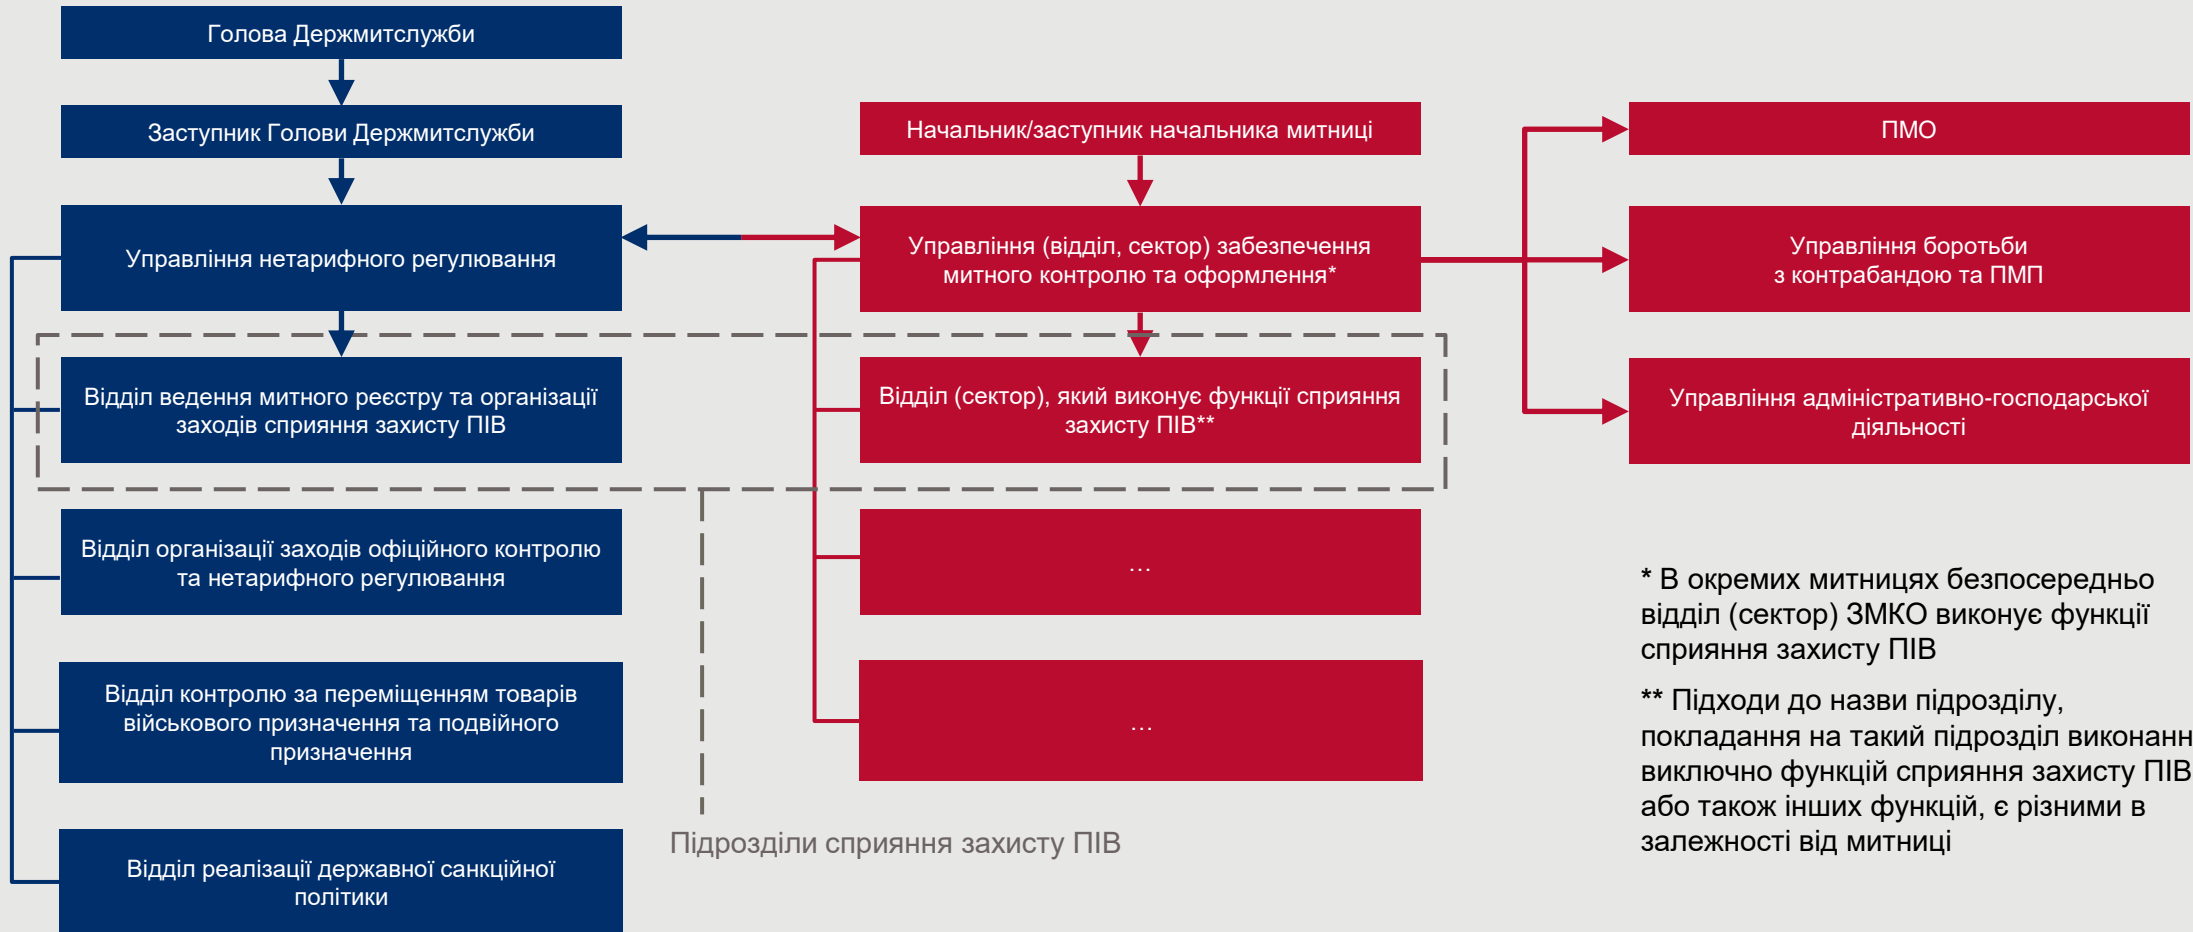 Голова Держмитслужби
Заступник Голови Держмитслужби
Управління нетарифного регулювання
Відділ ведення митного реєстру та організації
заходів сприяння захисту ПІВ
Відділ організації заходів офіційного контролю
та нетарифного регулювання
Відділ контролю за переміщенням товарів
військового призначення та подвійного
призначення
Відділ реалізації державної санкційної
політики
Начальник/заступник начальника митниці
Управління (відділ, сектор) забезпечення
митного контролю та оформлення*
Відділ (сектор), який виконує функції сприяння
захисту ПІВ**
...
...
Підрозділи сприяння захисту ПІВ
ПМО
Управління боротьби
з контрабандою та ПМП
Управління адміністративно-господарської
діяльності
* В окремих митницях безпосередньо
відділ (сектор) ЗМКО виконує функції
сприяння захисту ПІВ
** Підходи до назви підрозділу,
покладання на такий підрозділ виконанн
виключно функцій сприяння захисту ПІВ
або також інших функцій, є різними в
залежності від митниці